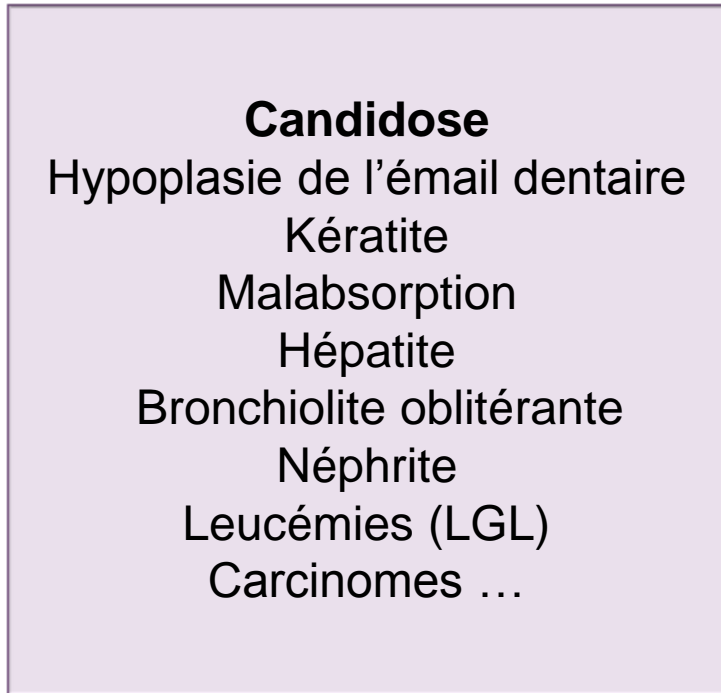 Candidose
Hypoplasie de l’émail dentaire
Kératite
Malabsorption
Hépatite
Bronchiolite oblitérante
Néphrite
Leucémies (LGL)
Carcinomes …